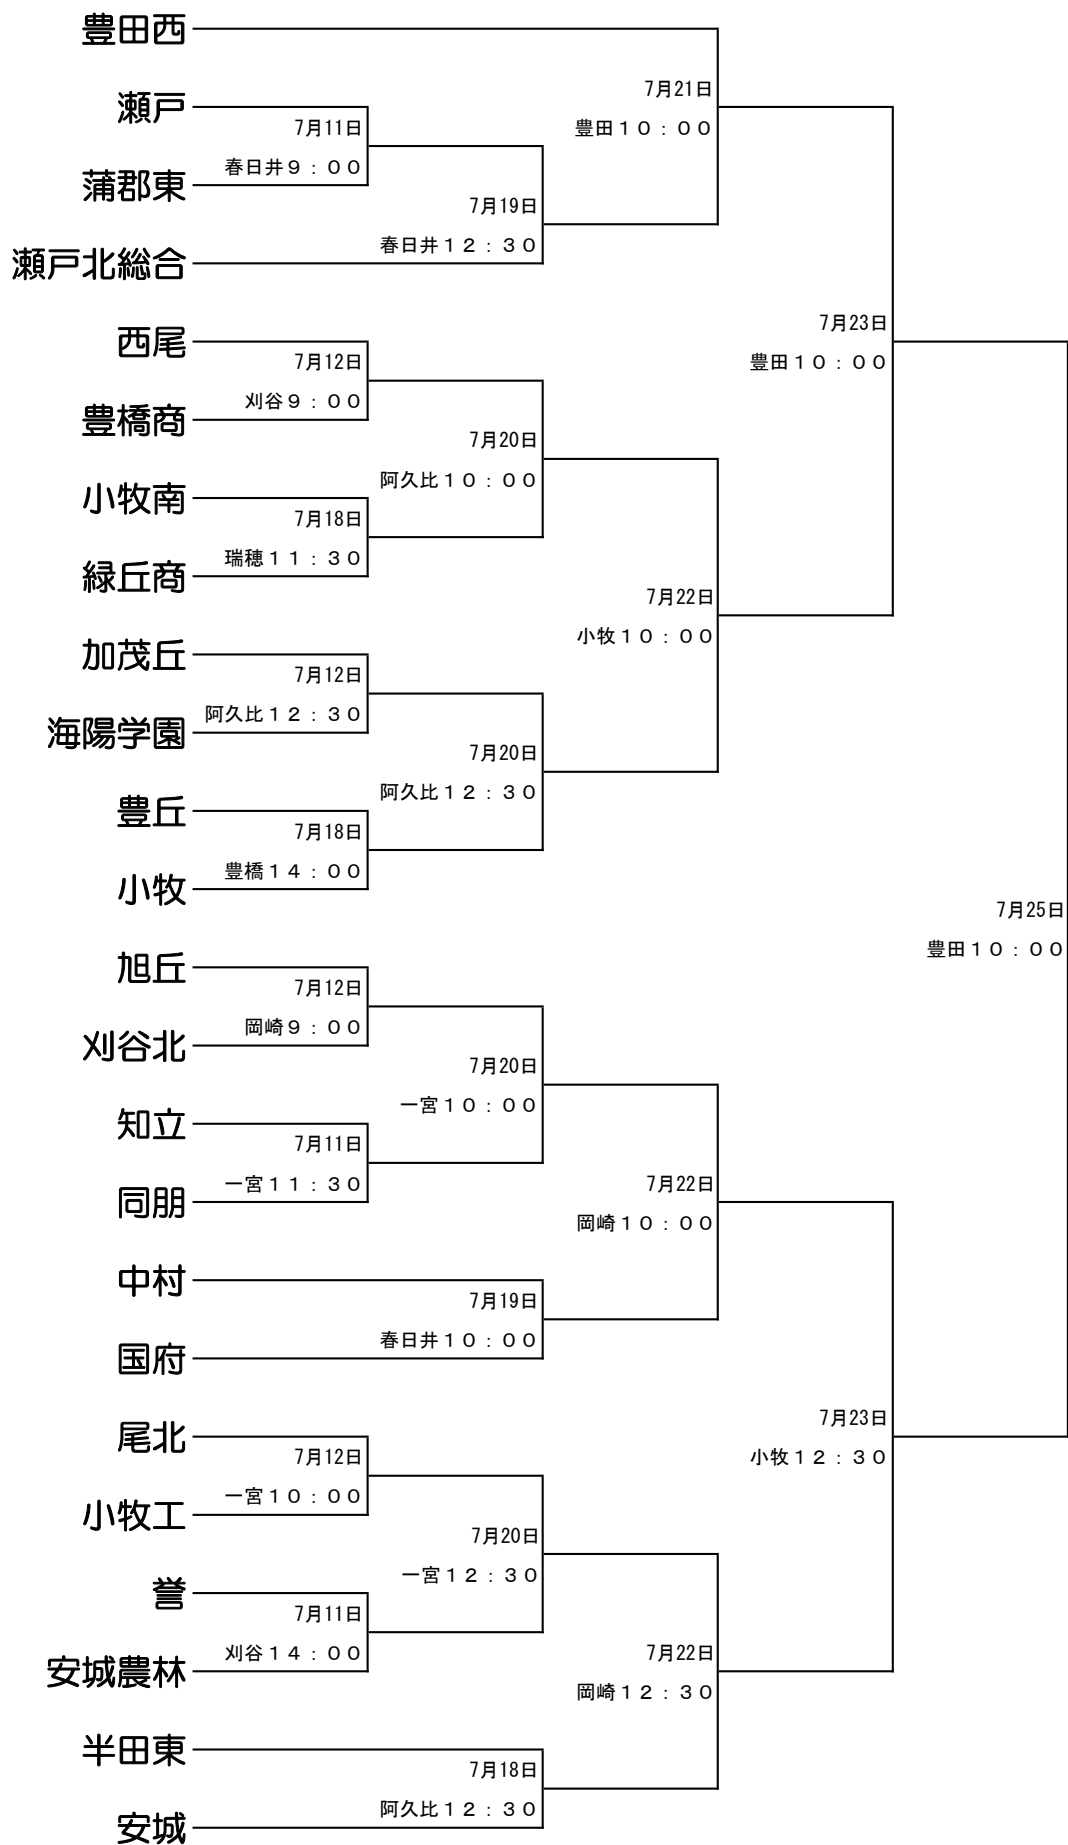 豊田西
7月21日
瀬戸
豊田１０：００
7月11日
春日井９：００
蒲郡東
7月19日
春日井１２：３０
瀬戸北総合
7月23日
西尾
豊田１０：００
7月12日
刈谷９：００
豊橋商
7月20日
阿久比１０：００
小牧南
7月18日
瑞穂１１：３０
緑丘商
7月22日
小牧１０：００
加茂丘
7月12日
阿久比１２：３０
海陽学園
7月20日
阿久比１２：３０
豊丘
7月18日
豊橋１４：００
小牧
7月25日
豊田１０：００
旭丘
7月12日
岡崎９：００
刈谷北
7月20日
一宮１０：００
知立
7月11日
一宮１１：３０
同朋
7月22日
岡崎１０：００
中村
7月19日
春日井１０：００
国府
7月23日
尾北
小牧１２：３０
7月12日
一宮１０：００
小牧工
7月20日
一宮１２：３０
誉
7月11日
刈谷１４：００
安城農林
7月22日
岡崎１２：３０
半田東
7月18日
阿久比１２：３０
安城